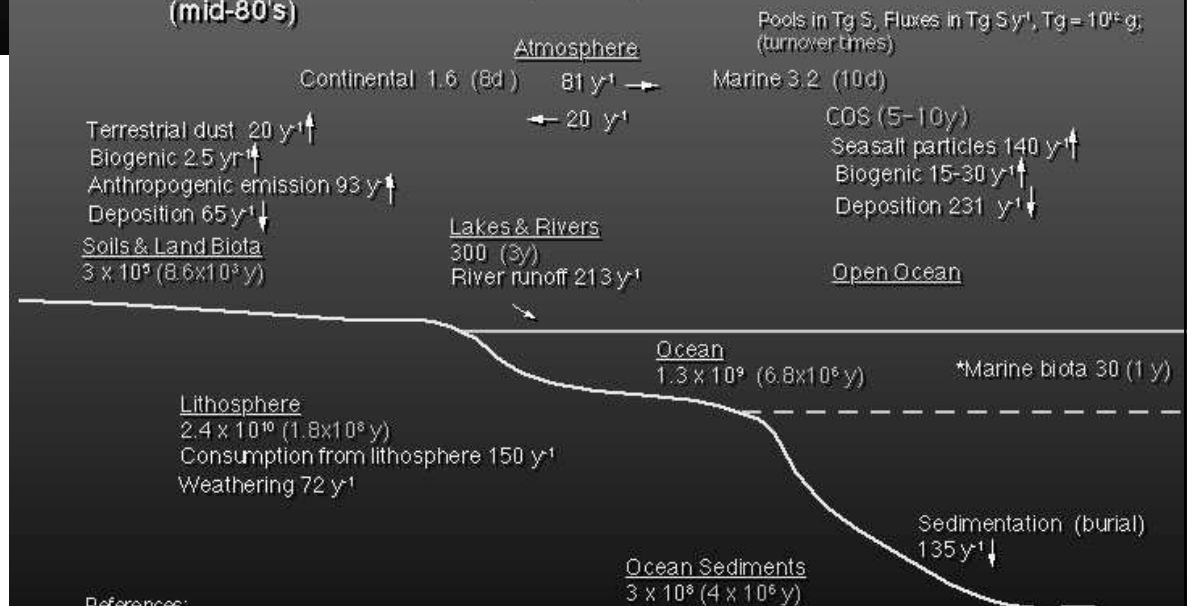 (mid-80's)
Pools in Tg S, Fluxes in Tg S y⁻¹, Tg = 10¹² g;
(turnover times)
Atmosphere
Continental 1.6 (8d)
81 y⁻¹ →
Marine 3.2 (10d)
← 20 y⁻¹
COS (5-10y)
Terrestrial dust 20 y⁻¹↑
Seasalt particles 140 y⁻¹↑
Biogenic 2.5 yr⁻¹↑
Biogenic 15-30 y⁻¹↑
Anthropogenic emission 93 y⁻¹↑
Deposition 65 y⁻¹↓
Deposition 231 y⁻¹↓
Soils & Land Biota
3 x 10⁵ (8.6x10³ y)
Lakes & Rivers
300 (3y)
River runoff 213 y⁻¹
Open Ocean
Ocean
1.3 x 10⁹ (6.8x10⁶ y)
*Marine biota 30 (1 y)
Lithosphere
2.4 x 10¹⁰ (1.8x10⁸ y)
Consumption from lithosphere 150 y⁻¹
Weathering 72 y⁻¹
Sedimentation (burial)
135 y⁻¹↓
Ocean Sediments
3 x 10⁸ (4 x 10⁶ y)
References: